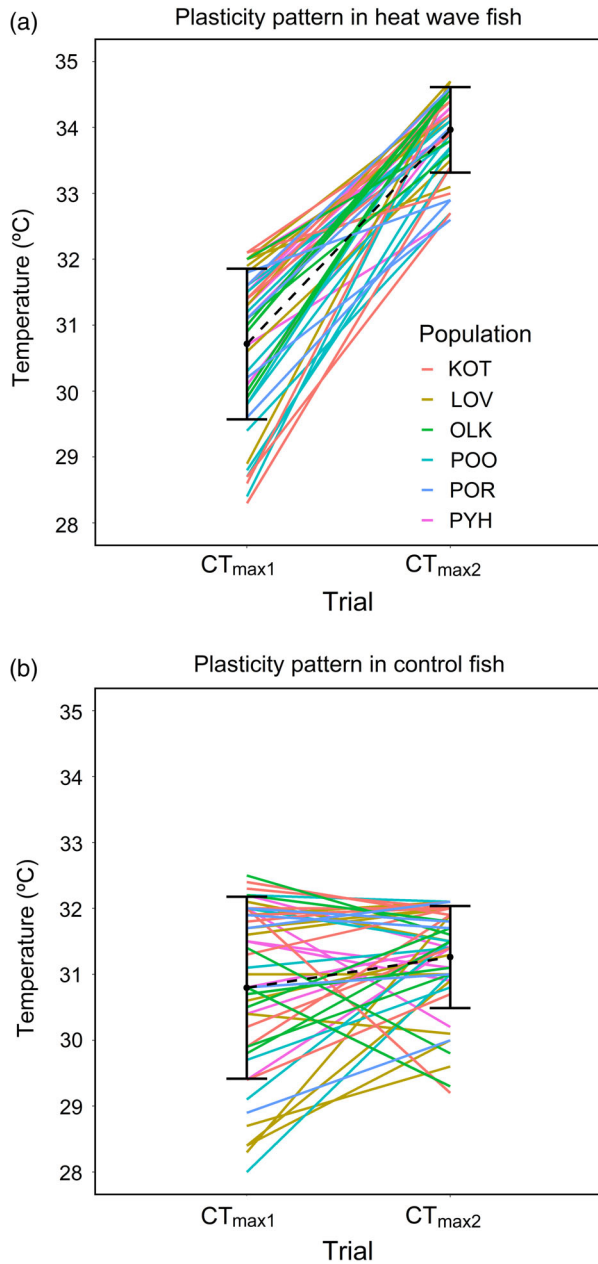 (a)
Plasticity pattern in heat wave fish
Temperature (ºC)
35
34
33
32
31
30
29
28
Population
KOT
LOV
OLK
POO
POR
PYH
CTmax1 CTmax2
Trial
(b)
Plasticity pattern in control fish
Temperature (ºC)
35
34
33
32
31
30
29
28
CTmax1 CTmax2
Trial